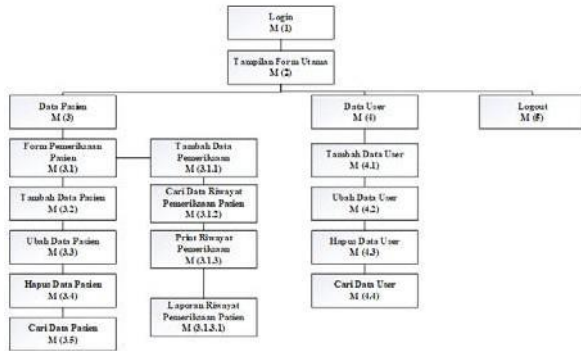 Login
M (1)
Tampilan Form Utama
M (2)
Data Pasien
M (3)
Data User
M (4)
Logout
M (5)
Form Pemeriksaan
Pasien
M (3.1)
Tambah Data
Pemeriksaan
M (3.1.1)
Tambah Data User
M (4.1)
Tambah Data Pasien
M (3.2)
Cari Data Riwayat
Pemeriksaan Pasien
M (3.1.2)
Ubah Data User
M (4.2)
Ubah Data Pasien
M (3.3)
Print Riwayat
Pemeriksaan
M (3.1.3)
Hapus Data User
M (4.3)
Hapus Data Pasien
M (3.4)
Laporan Riwayat
Pemeriksaan Pasien
M (3.1.3.1)
Cari Data User
M (4.4)
Cari Data Pasien
M (3.5)